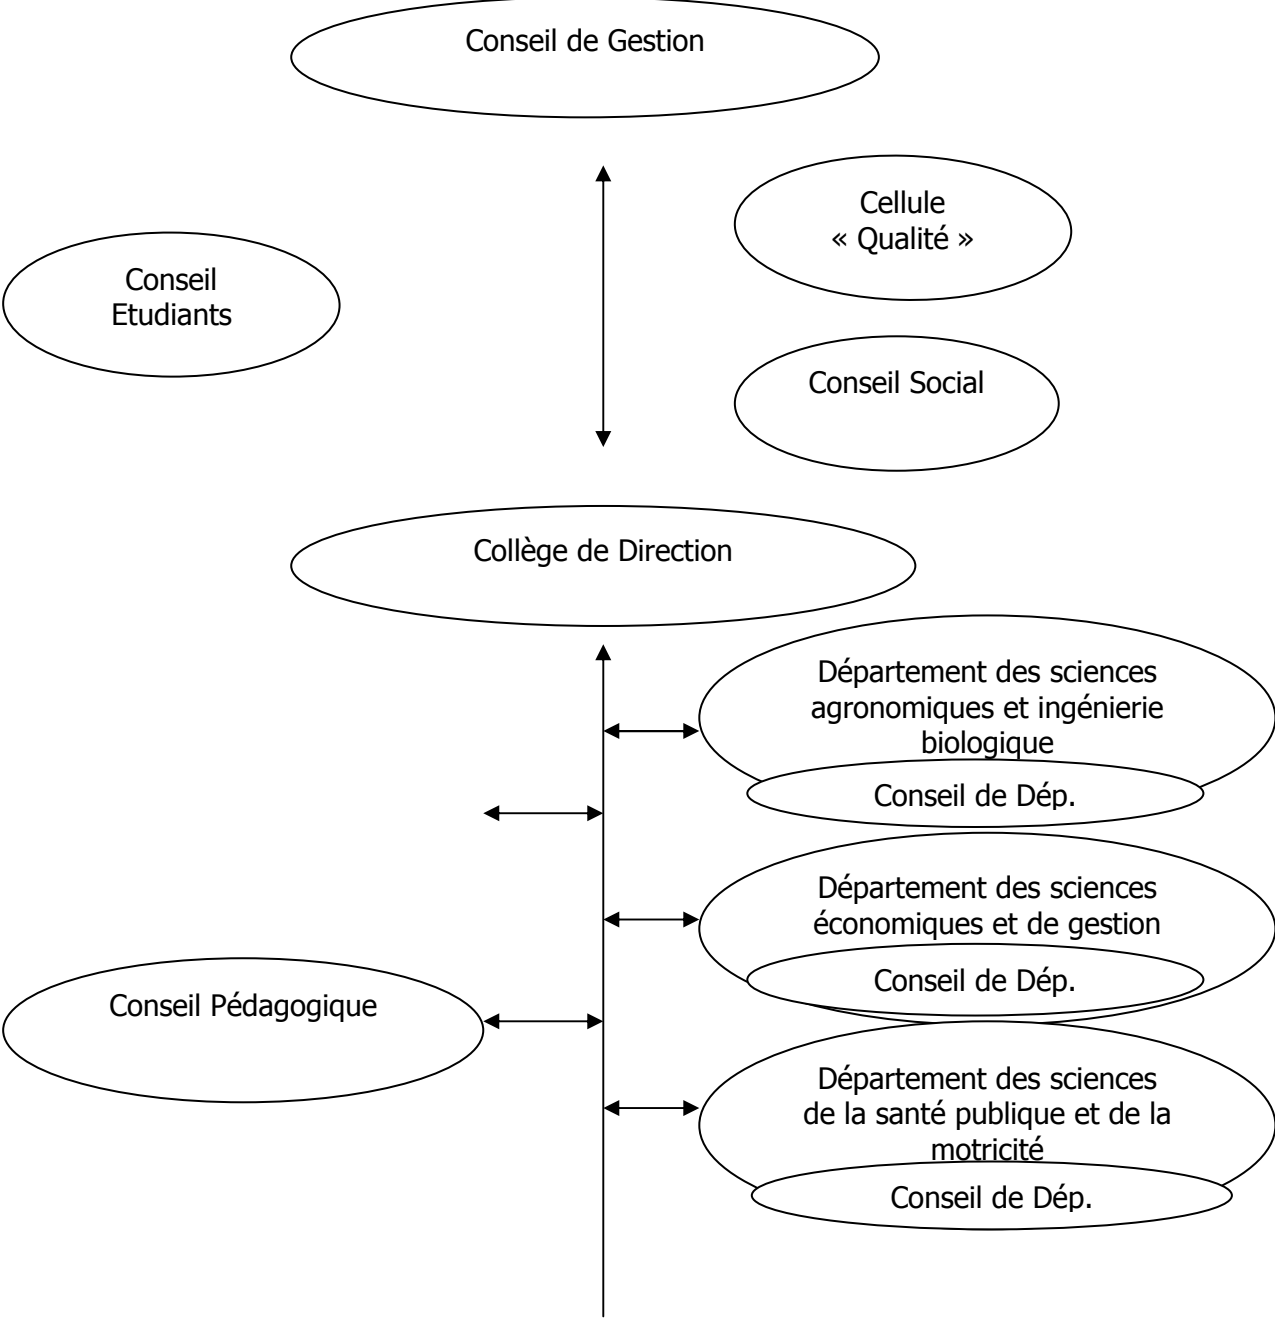 Conseil de Gestion
Cellule
« Qualité »
Conseil
Etudiants
Conseil Social
Collège de Direction
Département des sciences
agronomiques et ingénierie
biologique
Conseil de Dép.
Département des sciences
économiques et de gestion
Conseil de Dép.
Conseil Pédagogique
Département des sciences
de la santé publique et de la
motricité
Conseil de Dép.